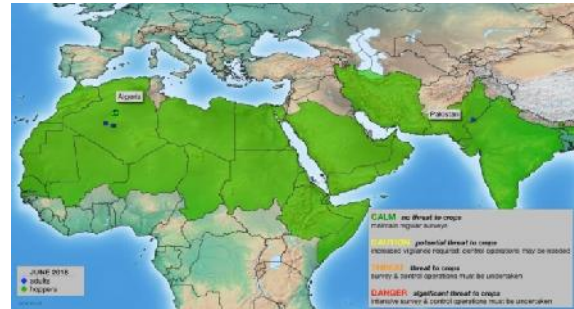 Algeria
Pakistan
CALM no threat to crops
maintain regular surveys
CAUTION potential threat to crops
increased vigilance required; control operations may be needed
THREAT threat to crops
survey & control operations must be undertaken
DANGER significant threat to crops
intensive survey & control operations must be undertaken
JUNE 2016
adults
hoppers